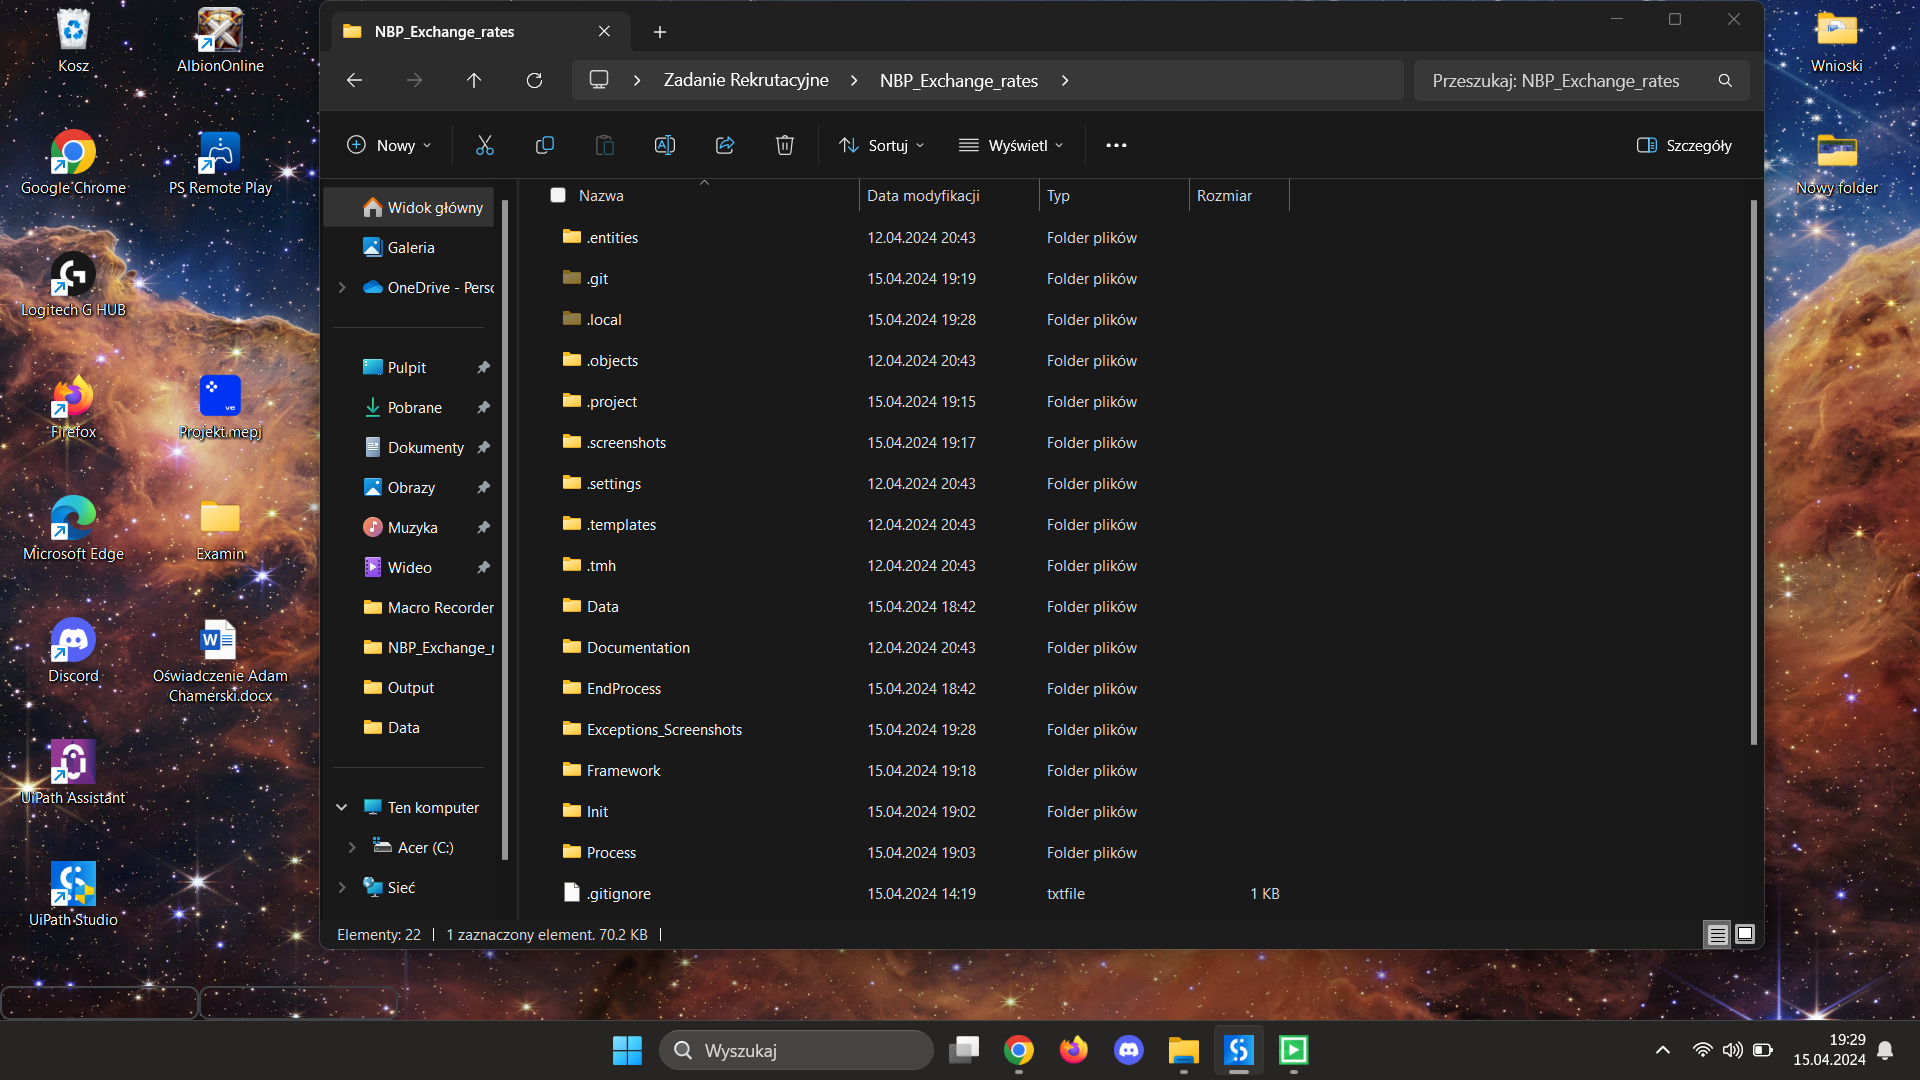 Kosz
AlbionOnline
Google Chrome
PS Remote Play
Logitech G HUB
Firefox
Projekt.mepj
Microsoft Edge
Examin
Discord
Oświadczenie Adam
Chamerski.docx
UiPath Assistant
UiPath Studio
Wnioski
Nowy folder
NBP_Exchange_rates
Zadanie Rekrutacyjne
NBP_Exchange_rates
Przeszukaj: NBP_Exchange_rates
Nowy
Sortuj
Wyświetl
Szczegóły
Widok główny
Galeria
OneDrive - Perso
Pulpit
Pobrane
Dokumenty
Obrazy
Muzyka
Wideo
Macro Recorder
NBP_Exchange_r
Output
Data
Ten komputer
Acer (C:)
Sieć
Nazwa Data modyfikacji Typ Rozmiar
.entities 12.04.2024 20:43 Folder plików
.git 15.04.2024 19:19 Folder plików
.local 15.04.2024 19:28 Folder plików
.objects 12.04.2024 20:43 Folder plików
.project 15.04.2024 19:15 Folder plików
.screenshots 15.04.2024 19:17 Folder plików
.settings 12.04.2024 20:43 Folder plików
.templates 12.04.2024 20:43 Folder plików
.tmh 12.04.2024 20:43 Folder plików
Data 15.04.2024 18:42 Folder plików
Documentation 12.04.2024 20:43 Folder plików
EndProcess 15.04.2024 18:42 Folder plików
Exceptions_Screenshots 15.04.2024 19:28 Folder plików
Framework 15.04.2024 19:18 Folder plików
Init 15.04.2024 19:02 Folder plików
Process 15.04.2024 19:03 Folder plików
.gitignore 15.04.2024 14:19 txtfile 1 KB
Elementy: 22 1 zaznaczony element. 70.2 KB
Wyszukaj
19:29
15.04.2024